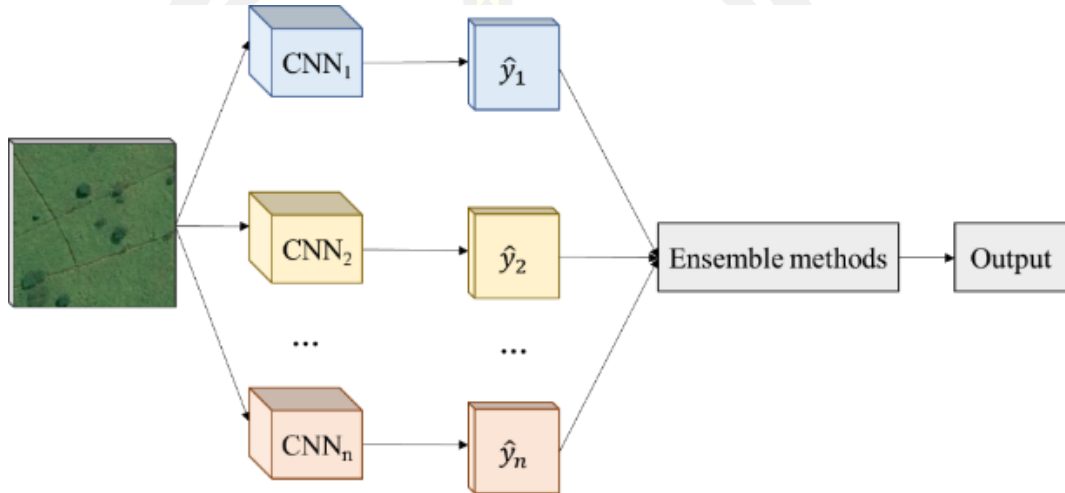 CNN₁
ŷ₁
CNN₂
ŷ₂
Ensemble methods
Output
...
...
CNNₙ
ŷₙ